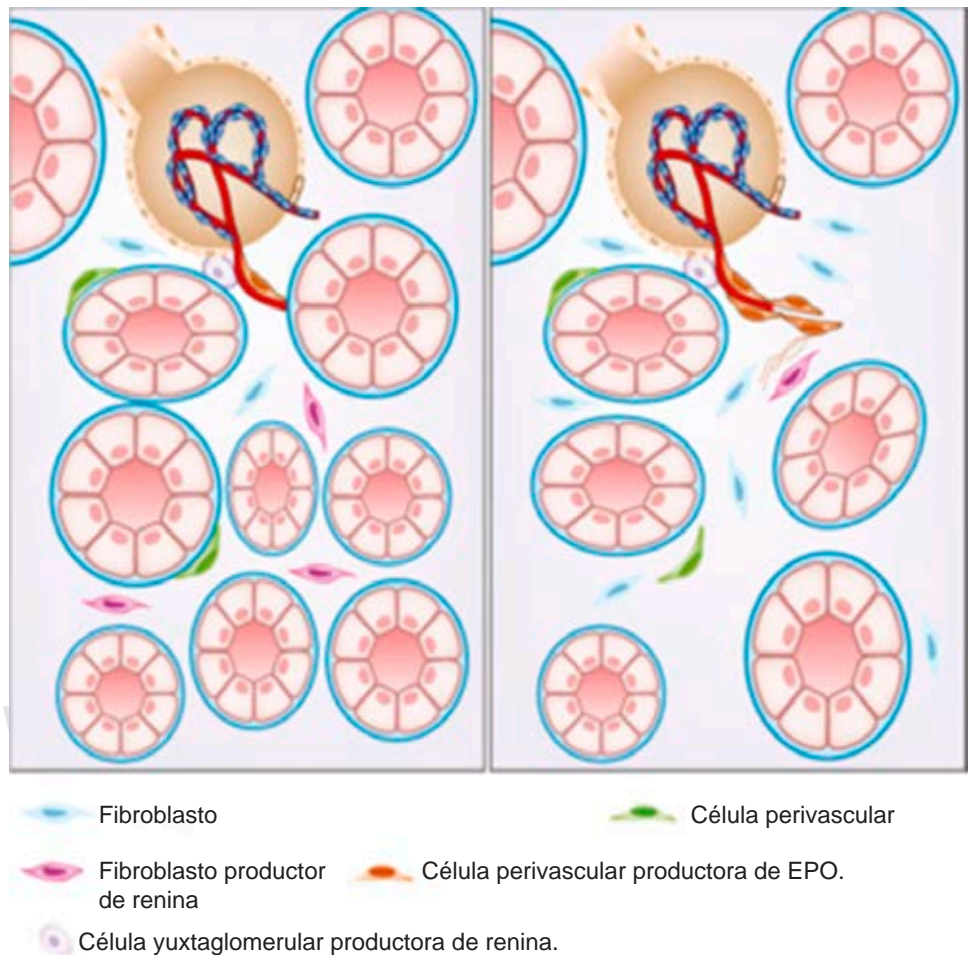 Fibroblasto
Célula perivascular
Fibroblasto productor
de renina
Célula perivascular productora de EPO.
Célula yuxtaglomerular productora de renina.